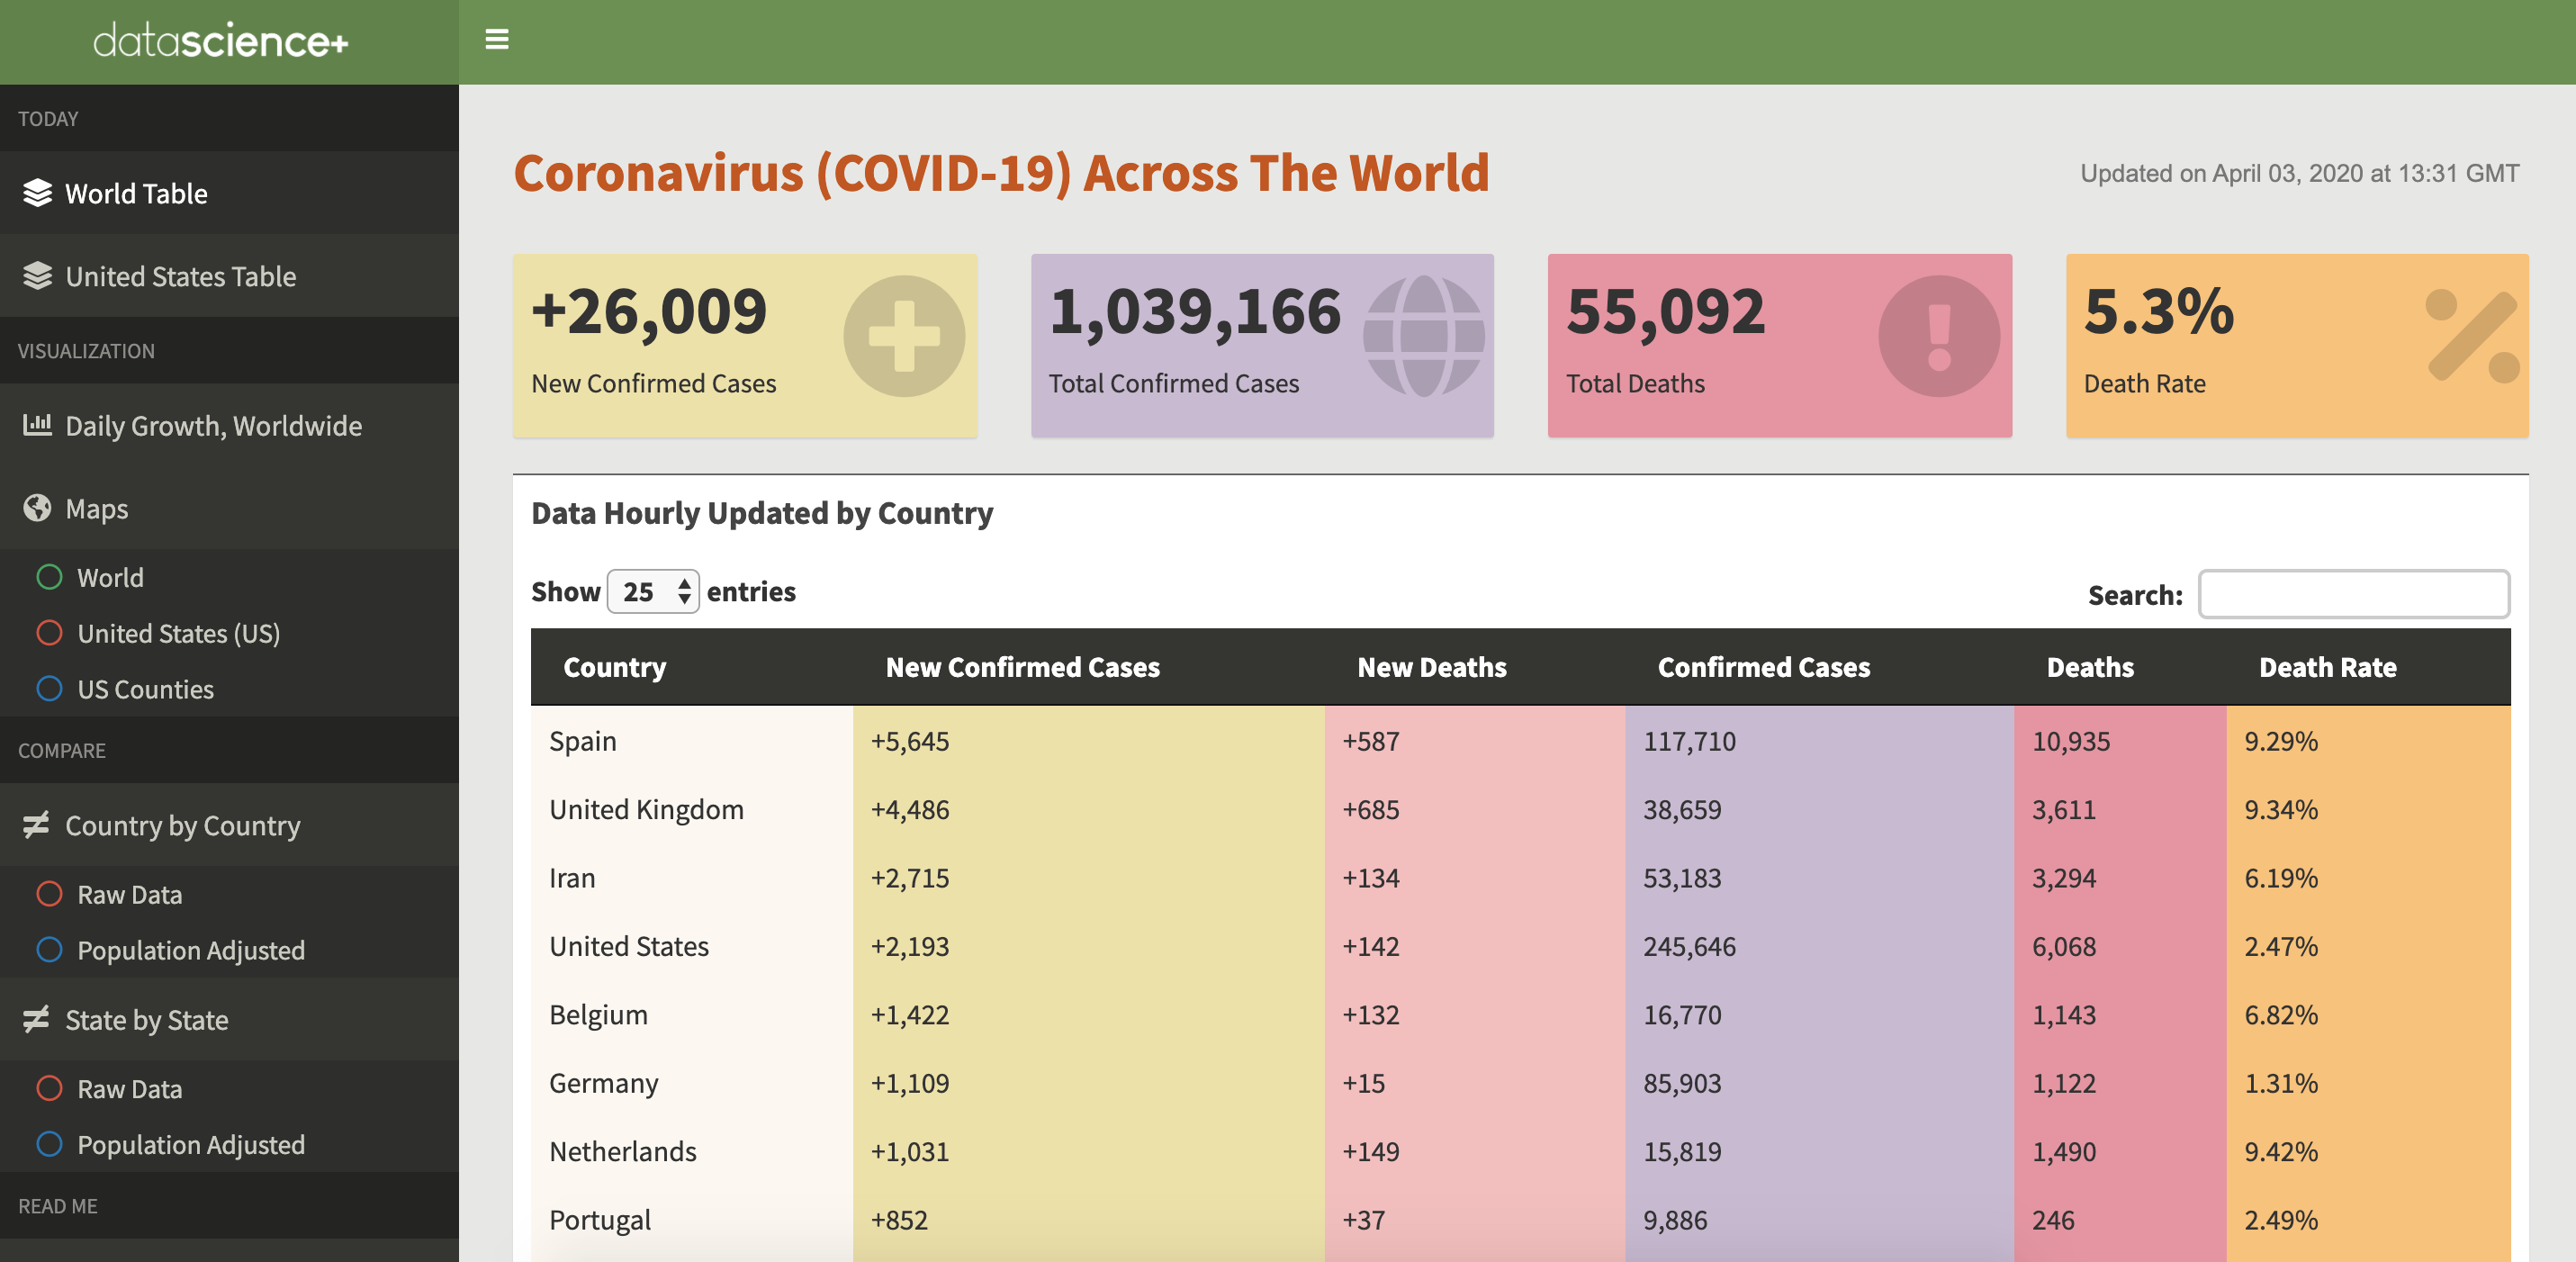 datascience+
TODAY
World Table
United States Table
VISUALIZATION
Daily Growth, Worldwide
Maps
World
United States (US)
US Counties
COMPARE
Country by Country
Raw Data
Population Adjusted
State by State
Raw Data
Population Adjusted
READ ME
Coronavirus (COVID-19) Across The World
Updated on April 03, 2020 at 13:31 GMT
+26,009
New Confirmed Cases
1,039,166
Total Confirmed Cases
55,092
Total Deaths
5.3%
Death Rate
Data Hourly Updated by Country
Show 25 entries
Search:
Country New Confirmed Cases New Deaths Confirmed Cases Deaths Death Rate
Spain +5,645 +587 117,710 10,935 9.29%
United Kingdom +4,486 +685 38,659 3,611 9.34%
Iran +2,715 +134 53,183 3,294 6.19%
United States +2,193 +142 245,646 6,068 2.47%
Belgium +1,422 +132 16,770 1,143 6.82%
Germany +1,109 +15 85,903 1,122 1.31%
Netherlands +1,031 +149 15,819 1,490 9.42%
Portugal +852 +37 9,886 246 2.49%